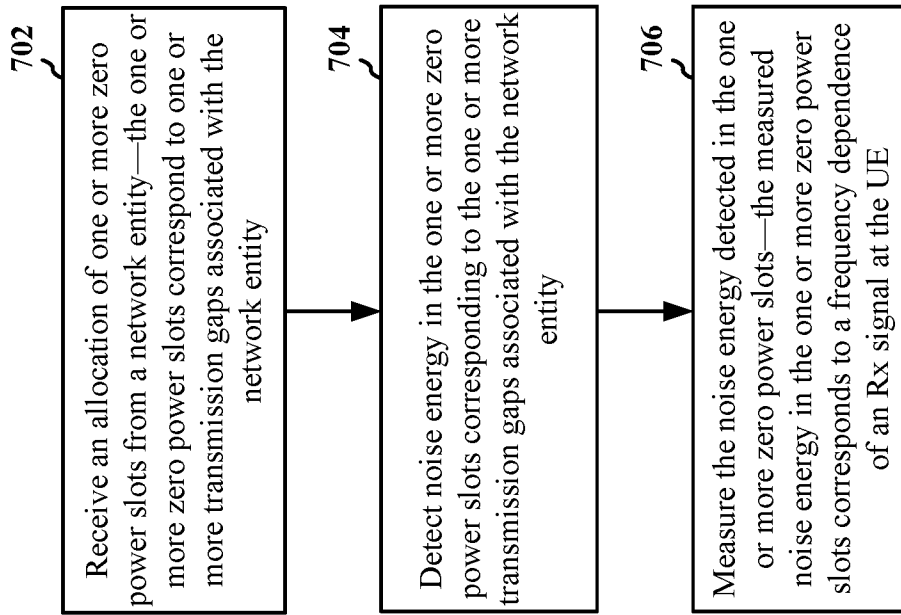 702
Receive an allocation of one or more zero
power slots from a network entity—the one or
more zero power slots correspond to one or
more transmission gaps associated with the
network entity
704
Detect noise energy in the one or more zero
power slots corresponding to the one or more
transmission gaps associated with the network
entity
706
Measure the noise energy detected in the one
or more zero power slots—the measured
noise energy in the one or more zero power
slots corresponds to a frequency dependence
of an Rx signal at the UE